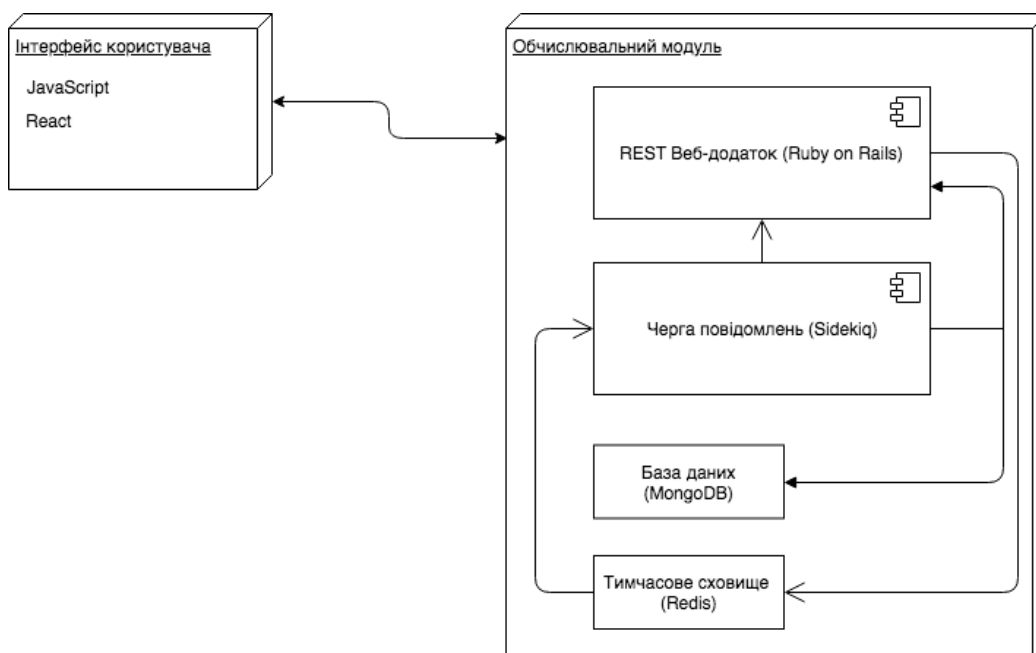 Інтерфейс користувача
JavaScript
React
Обчислювальний модуль
REST Веб-додаток (Ruby on Rails)
Черга повідомлень (Sidekiq)
База даних
(MongoDB)
Тимчасове сховище
(Redis)